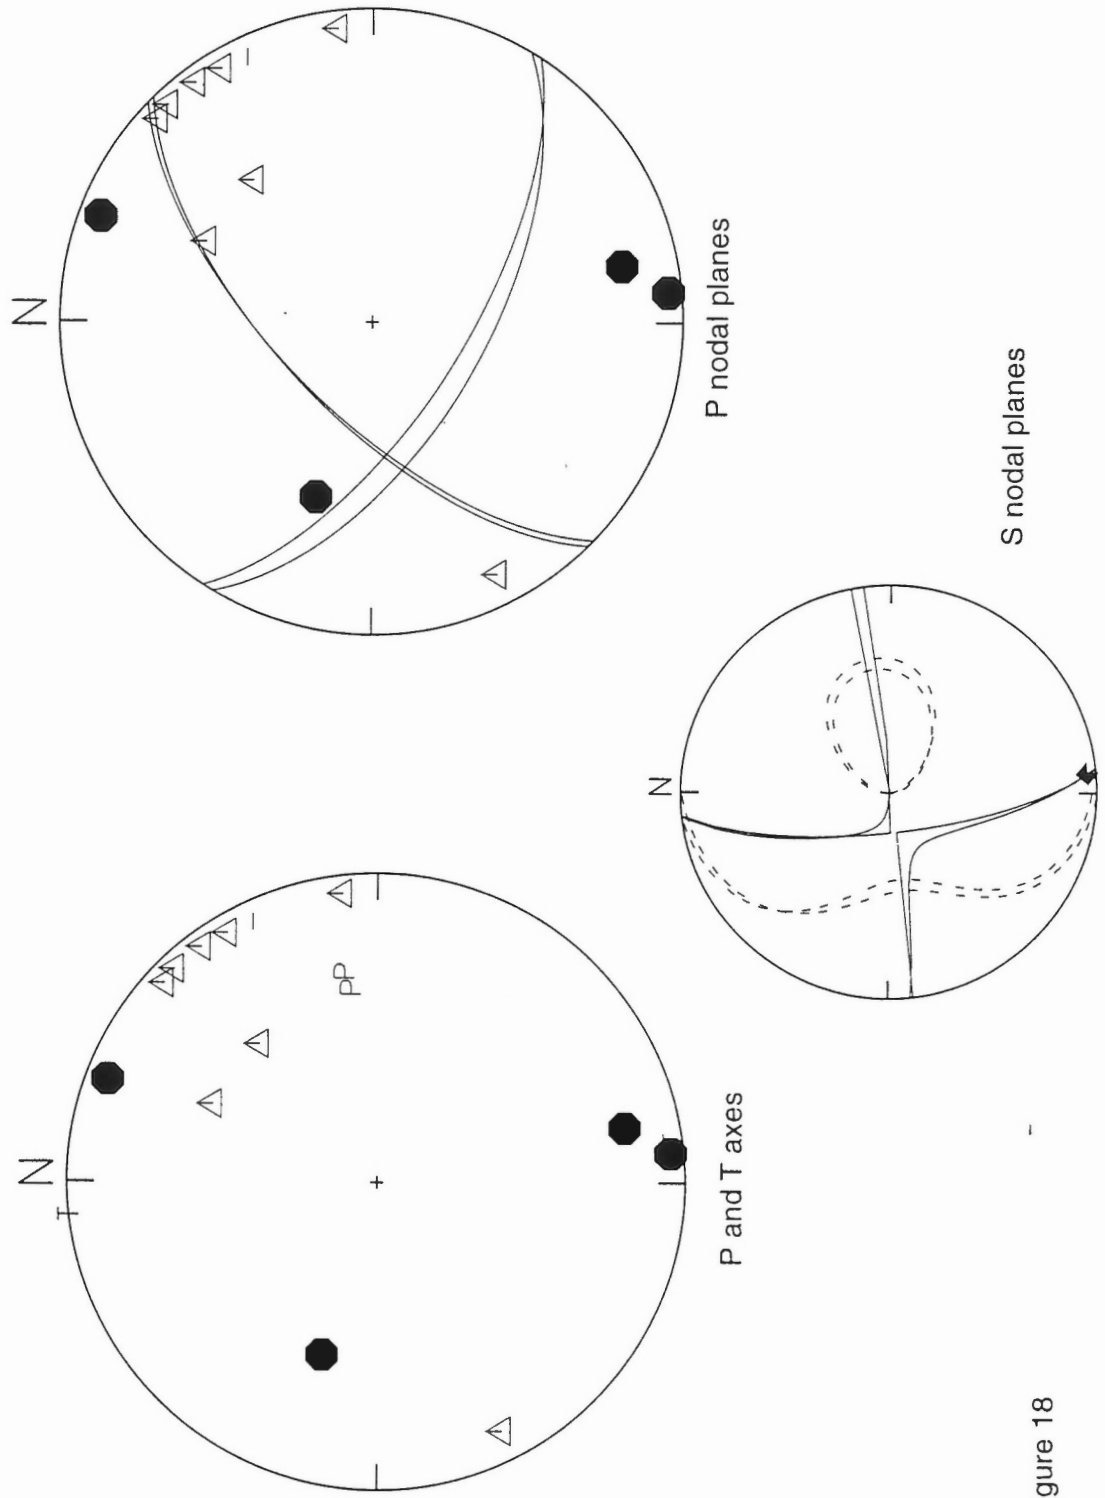 N
T
P P
P and T axes
N
P nodal planes
N
S nodal planes
gure 18